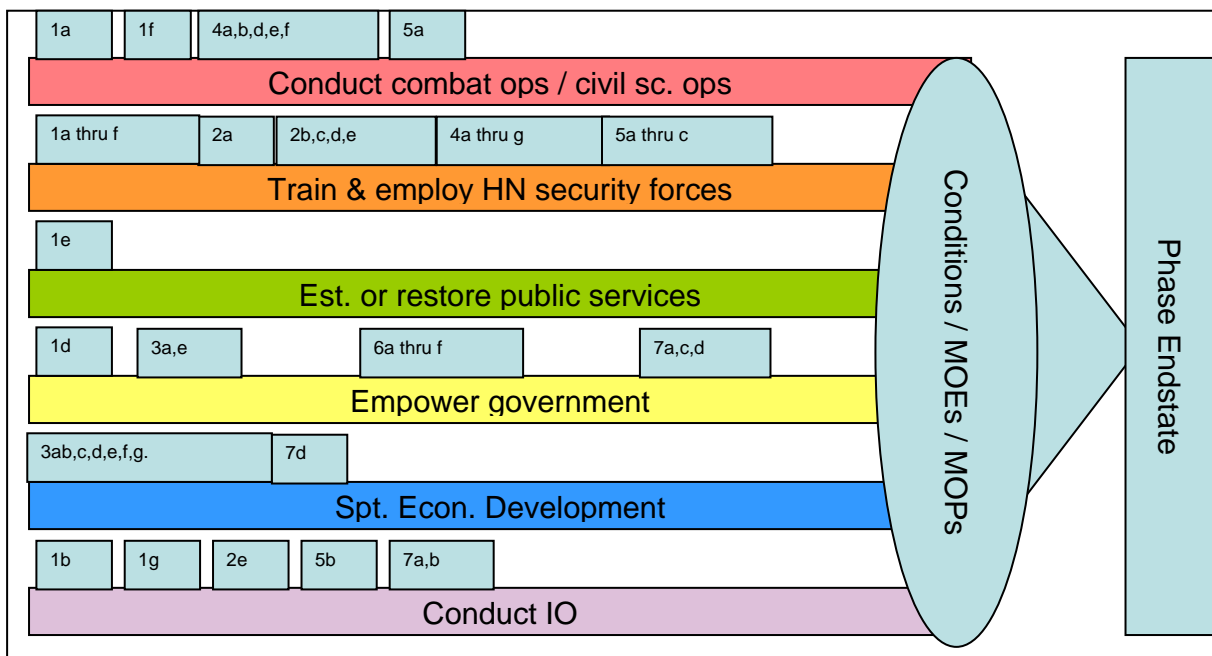 1a 1f 4a,b,d,e,f 5a
Conduct combat ops / civil sc. ops
1a thru f 2a 2b,c,d,e 4a thru g 5a thru c
Train & employ HN security forces
1e
Est. or restore public services
1d 3a,e 6a thru f 7a,c,d
Empower government
3ab,c,d,e,f,g. 7d
Spt. Econ. Development
1b 1g 2e 5b 7a,b
Conduct IO
Conditions / MOEs / MOPs
Phase Endstate